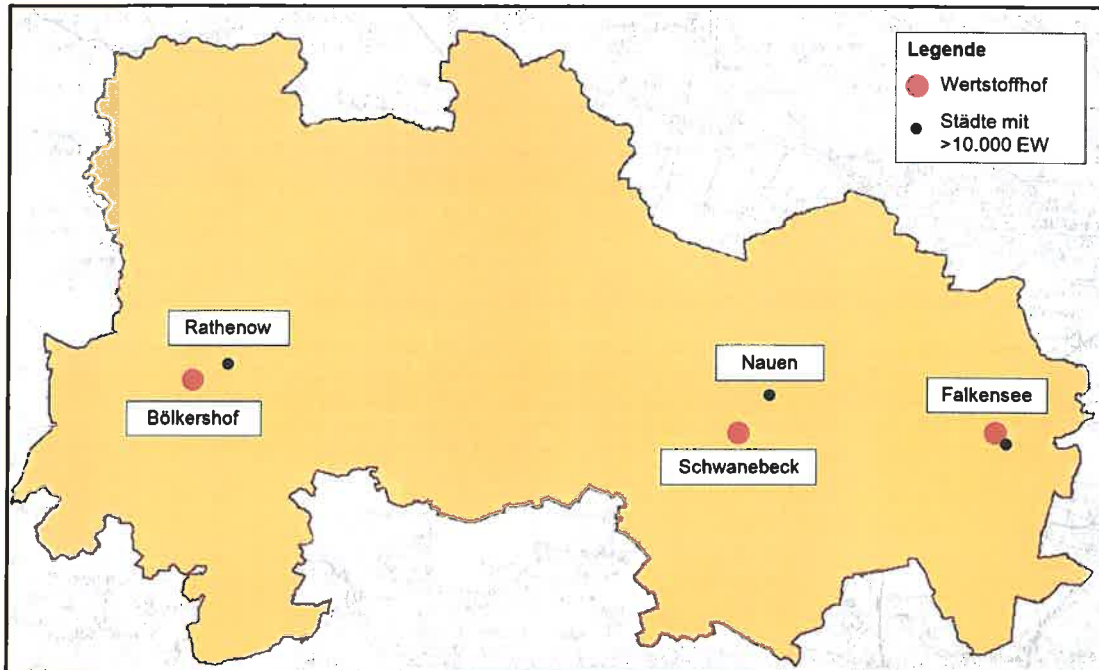 Legende
Wertstoffhof
Städte mit
>10.000 EW
Rathenow
Bölkershof
Nauen
Schwanebeck
Falkensee